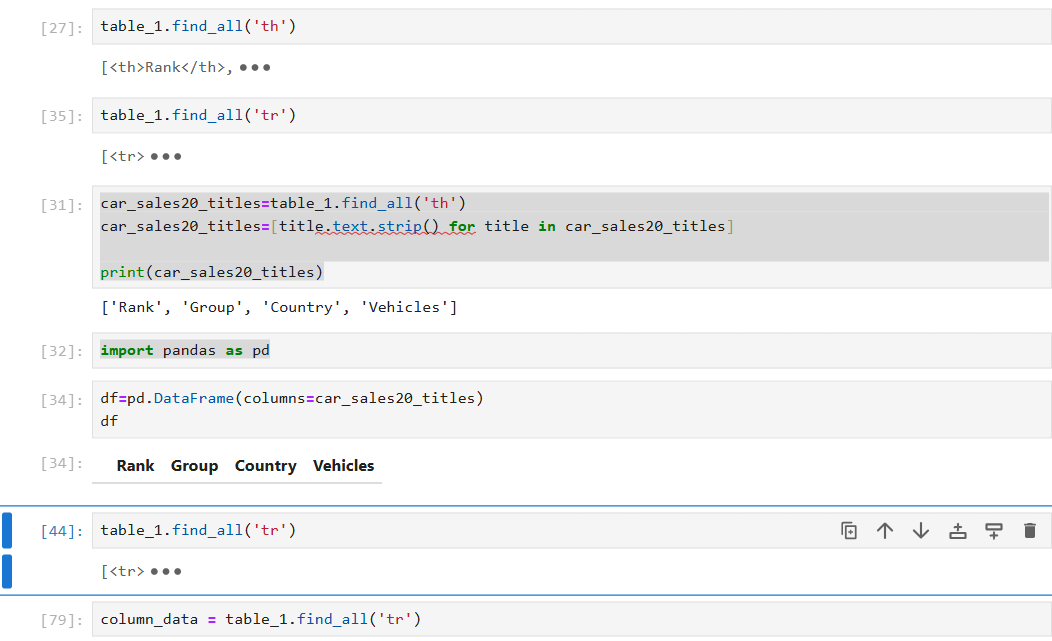 [27]: table_1.find_all('th')
[<th>Rank</th>, •••
[35]: table_1.find_all('tr')
[<tr> •••
[31]: car_sales20_titles=table_1.find_all('th')
car_sales20_titles=[title.text.strip() for title in car_sales20_titles]
print(car_sales20_titles)
['Rank', 'Group', 'Country', 'Vehicles']
[32]: import pandas as pd
[34]: df=pd.DataFrame(columns=car_sales20_titles)
df
[34]: Rank Group Country Vehicles
[44]: table_1.find_all('tr')
[<tr> •••
[79]: column_data = table_1.find_all('tr')